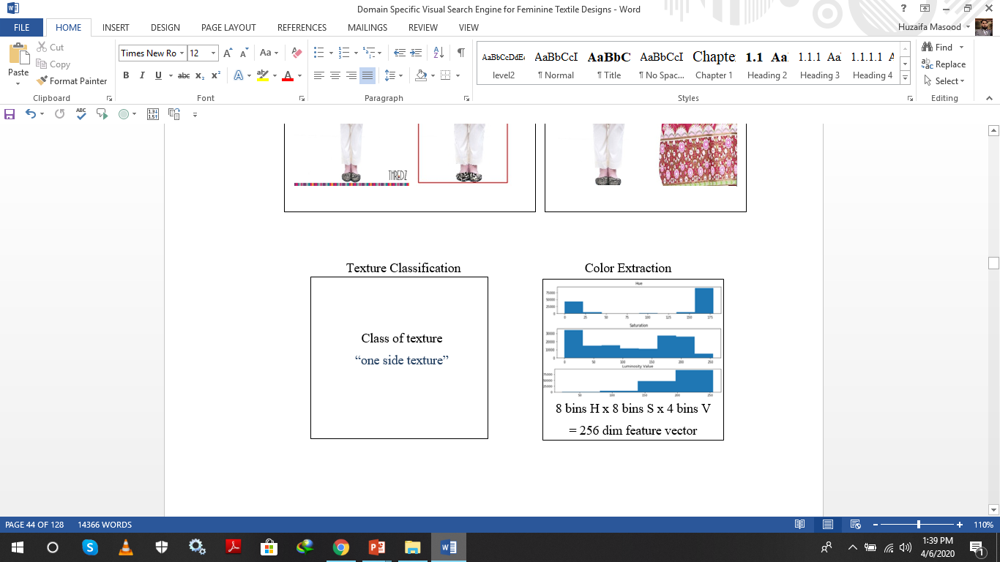 Domain Specific Visual Search Engine for Feminine Textile Designs - Word
FILE HOME INSERT DESIGN PAGE LAYOUT REFERENCES MAILINGS REVIEW VIEW Huzaifa Masood
Paste
Cut
Copy
Format Painter
Clipboard
Times New Ro 12
Font
Paragraph
AaBbCcDdE AaBbCcI AaBbC AaBbCcI Chapte 1.1 Aa 1.1.1 Aa 1.1.1.1 A
level2 ¶ Normal ¶ Title ¶ No Spac... Chapter 1 Heading 2 Heading 3 Heading 4
Styles
Find
Replace
Select
Editing
THREDZ
Texture Classification
Class of texture
“one side texture”
Color Extraction
Hue
75000
50000
25000
0
0 25 50 75 100 125 150 175
Saturation
30000
20000
10000
0
0 50 100 150 200 250
Luminosity Value
75000
50000
25000
0
50 100 150 200 250
8 bins H x 8 bins S x 4 bins V
= 256 dim feature vector
PAGE 44 OF 128 14366 WORDS 110%
1:39 PM
4/6/2020